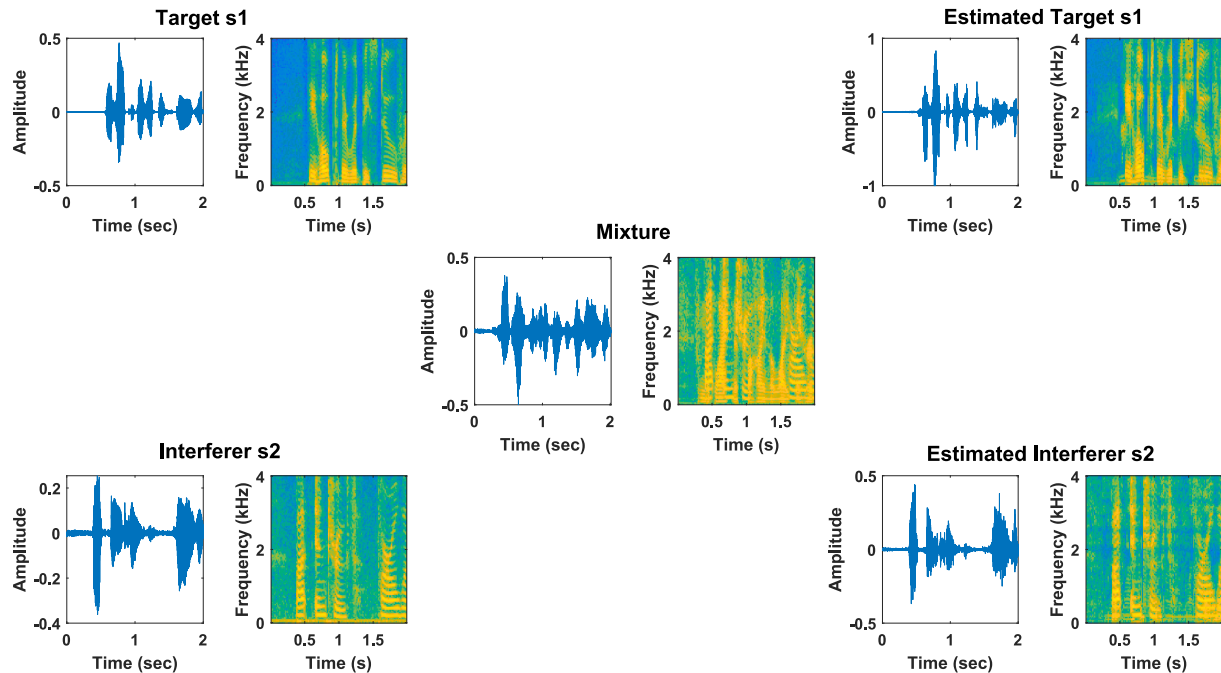 Target s1
Amplitude
0.5
0
-0.5
0
1
2
Time (sec)
Frequency (kHz)
4
2
0
0.5
1
1.5
Time (s)
Estimated Target s1
Amplitude
1
0
-1
0
1
2
Time (sec)
Frequency (kHz)
4
2
0
0.5
1
1.5
Time (s)
Mixture
Amplitude
0.5
0
-0.5
0
1
2
Time (sec)
Frequency (kHz)
4
2
0
0.5
1
1.5
Time (s)
Interferer s2
Amplitude
0.2
0
-0.2
-0.4
0
1
2
Time (sec)
Frequency (kHz)
4
2
0
0.5
1
1.5
Time (s)
Estimated Interferer s2
Amplitude
0.5
0
-0.5
0
1
2
Time (sec)
Frequency (kHz)
4
2
0
0.5
1
1.5
Time (s)